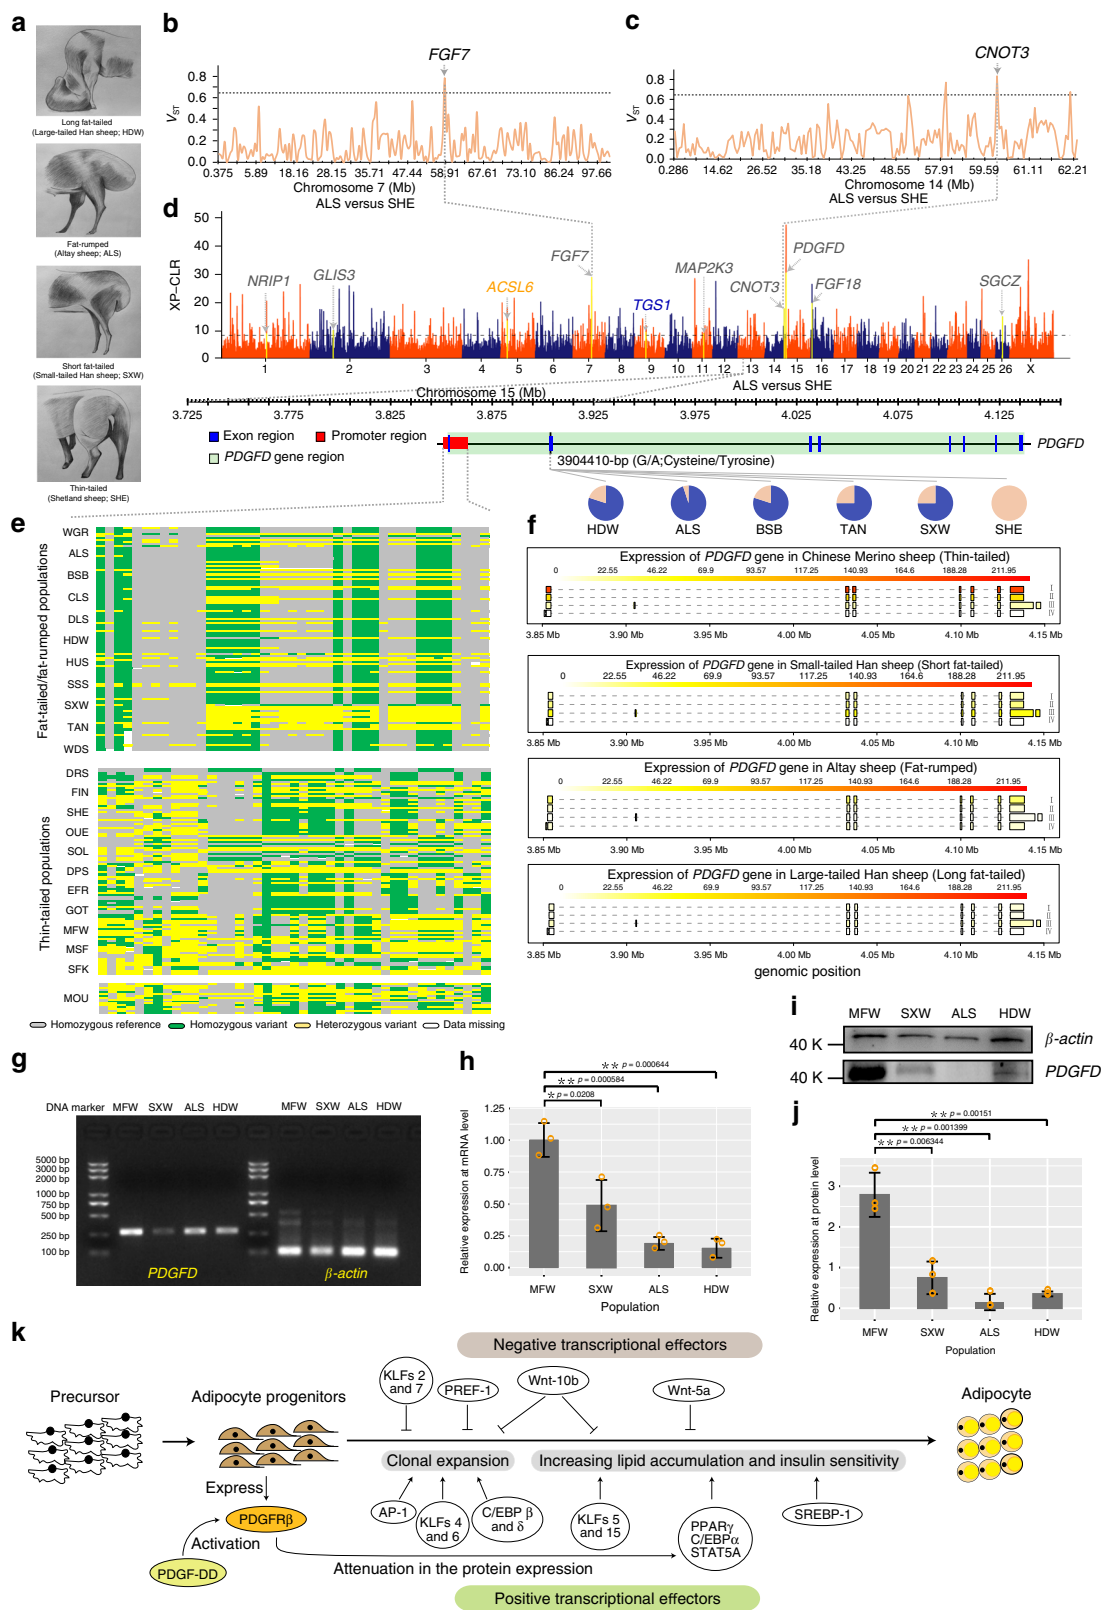 a
Long fat-tailed
(Large-tailed Han sheep; HDW)
Fat-rumped
(Altay sheep; ALS)
Short fat-tailed
(Small-tailed Han sheep; SXW)
Thin-tailed
(Shetland sheep; SHE)
b
FGF7
V_ST
0.8
0.6
0.4
0.2
0.0
0.375 5.89 18.16 28.15 35.71 47.44 58.91 67.61 73.10 86.24 97.66
Chromosome 7 (Mb)
ALS versus SHE
c
CNOT3
V_ST
0.8
0.6
0.4
0.2
0.0
0.286 14.62 26.52 35.18 43.25 48.55 57.91 59.59 61.11 62.21
Chromosome 14 (Mb)
ALS versus SHE
d
XP–CLR
50
40
30
20
10
0
NRIP1 GLIS3 ACSL6 FGF7 TGS1 MAP2K3 CNOT3 PDGFD FGF18 SGCZ
1 2 3 4 5 6 7 8 9 10 11 12 13 14 15 16 17 18 19 20 21 22 23 24 25 26 X
ALS versus SHE
Chromosome 15 (Mb)
3.725 3.775 3.825 3.875 3.925 3.975 4.025 4.075 4.125
Exon region
Promoter region
PDGFD gene region
PDGFD
3904410-bp (G/A;Cysteine/Tyrosine)
HDW ALS BSB TAN SXW SHE
e
Fat-tailed/fat-rumped populations
WGR
ALS
BSB
CLS
DLS
HDW
HUS
SSS
SXW
TAN
WDS
Thin-tailed populations
DRS
FIN
SHE
OUE
SOL
DPS
EFR
GOT
MFW
MSF
SFK
MOU
Homozygous reference Homozygous variant Heterozygous variant Data missing
f
Expression of PDGFD gene in Chinese Merino sheep (Thin-tailed)
0 22.55 46.22 69.9 93.57 117.25 140.93 164.6 188.28 211.95
I
II
III
IV
3.85 Mb 3.90 Mb 3.95 Mb 4.00 Mb 4.05 Mb 4.10 Mb 4.15 Mb
Expression of PDGFD gene in Small-tailed Han sheep (Short fat-tailed)
0 22.55 46.22 69.9 93.57 117.25 140.93 164.6 188.28 211.95
I
II
III
IV
3.85 Mb 3.90 Mb 3.95 Mb 4.00 Mb 4.05 Mb 4.10 Mb 4.15 Mb
Expression of PDGFD gene in Altay sheep (Fat-rumped)
0 22.55 46.22 69.9 93.57 117.25 140.93 164.6 188.28 211.95
I
II
III
IV
3.85 Mb 3.90 Mb 3.95 Mb 4.00 Mb 4.05 Mb 4.10 Mb 4.15 Mb
Expression of PDGFD gene in Large-tailed Han sheep (Long fat-tailed)
0 22.55 46.22 69.9 93.57 117.25 140.93 164.6 188.28 211.95
I
II
III
IV
3.85 Mb 3.90 Mb 3.95 Mb 4.00 Mb 4.05 Mb 4.10 Mb 4.15 Mb
genomic position
g
DNA marker MFW SXW ALS HDW MFW SXW ALS HDW
5000 bp
3000 bp
2000 bp
1000 bp
750 bp
500 bp
250 bp
100 bp
PDGFD
β-actin
h
** p = 0.000644
** p = 0.000584
* p = 0.0208
Relative expression at mRNA level
1.25
1.00
0.75
0.50
0.25
0.00
MFW SXW ALS HDW
Population
i
MFW SXW ALS HDW
40 K
β-actin
40 K
PDGFD
j
** p = 0.00151
** p = 0.001399
** p = 0.006344
Relative expression at protein level
3
2
1
0
MFW SXW ALS HDW
Population
k
Negative transcriptional effectors
KLFs 2
and 7
PREF-1
Wnt-10b
Wnt-5a
Precursor
Adipocyte progenitors
Adipocyte
Clonal expansion
Increasing lipid accumulation and insulin sensitivity
Express
AP-1
KLFs 4
and 6
C/EBP β
and δ
KLFs 5
and 15
PPARγ
C/EBPα
STAT5A
SREBP-1
PDGFRβ
Activation
PDGF-DD
Attenuation in the protein expression
Positive transcriptional effectors